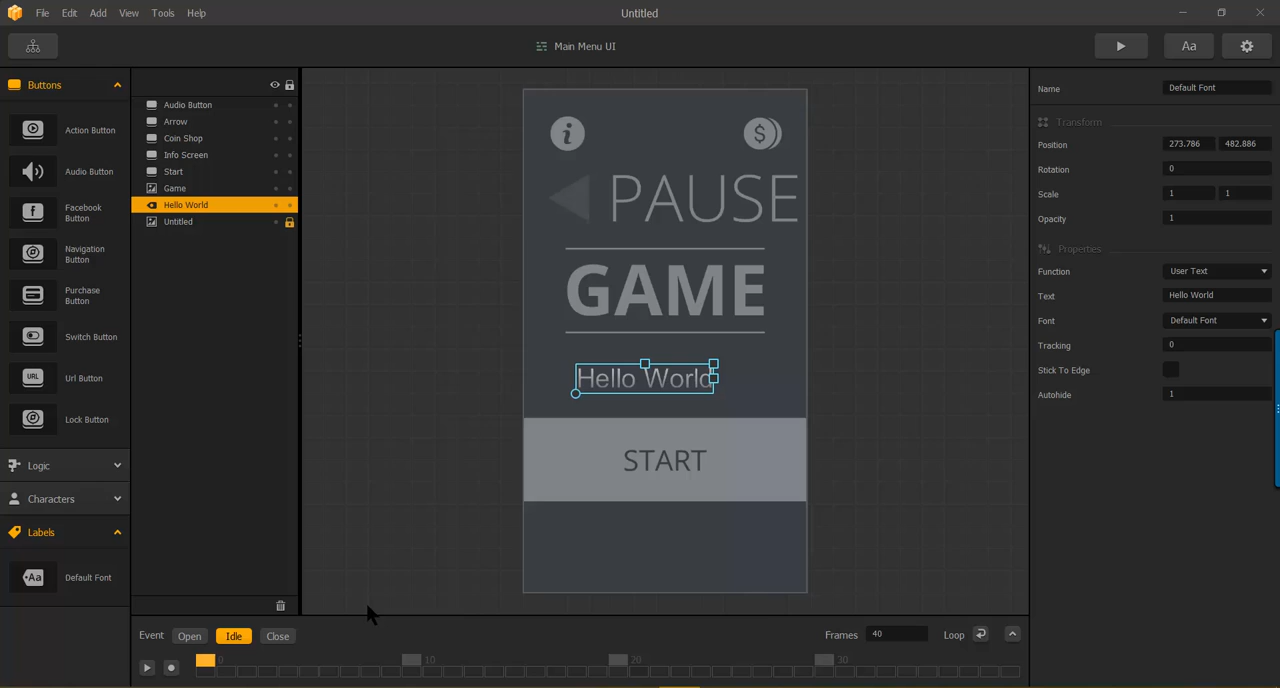 File Edit Add View Tools Help
Untitled
Main Menu UI
Aa
Buttons
Action Button
Audio Button
f
Facebook
Button
Navigation
Button
Purchase
Button
Switch Button
URL
Url Button
Lock Button
Logic
Characters
Labels
Aa
Default Font
Audio Button
Arrow
Coin Shop
Info Screen
Start
Game
Hello World
Untitled
i
$
PAUSE
GAME
Hello World
START
Name Default Font
Transform
Position 273.786 482.886
Rotation 0
Scale 1 1
Opacity 1
Properties
Function User Text
Text Hello World
Font Default Font
Tracking 0
Stick To Edge
Autohide 1
Event Open Idle Close
Frames 40 Loop
0 10 20 30